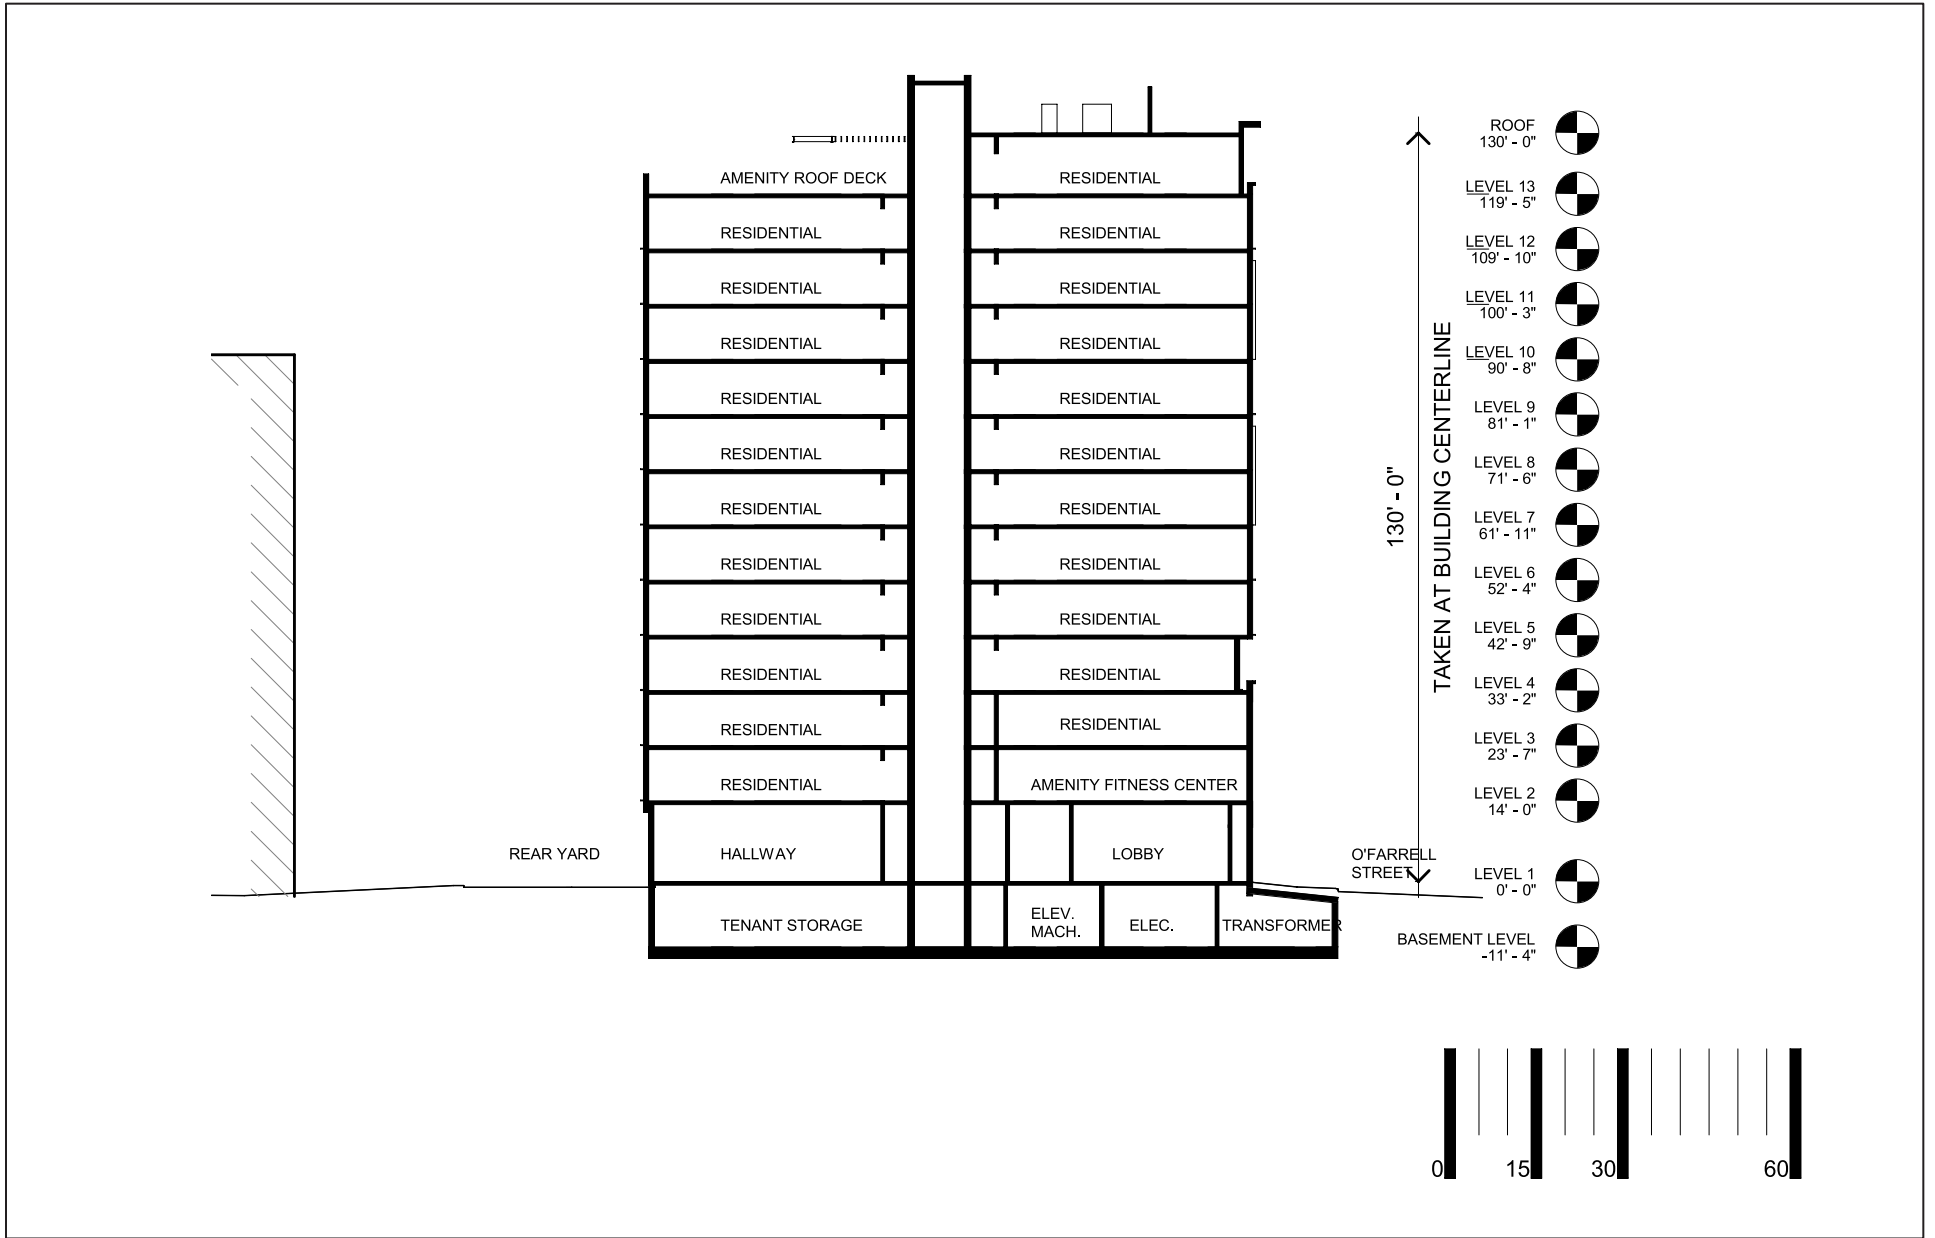 ROOF
130' - 0"
AMENITY ROOF DECK
RESIDENTIAL
LEVEL 13
119' - 5"
RESIDENTIAL
RESIDENTIAL
LEVEL 12
109' - 10"
RESIDENTIAL
RESIDENTIAL
LEVEL 11
100' - 3"
RESIDENTIAL
RESIDENTIAL
LEVEL 10
90' - 8"
RESIDENTIAL
RESIDENTIAL
LEVEL 9
81' - 1"
RESIDENTIAL
RESIDENTIAL
LEVEL 8
71' - 6"
RESIDENTIAL
RESIDENTIAL
LEVEL 7
61' - 11"
RESIDENTIAL
RESIDENTIAL
LEVEL 6
52' - 4"
RESIDENTIAL
RESIDENTIAL
LEVEL 5
42' - 9"
RESIDENTIAL
RESIDENTIAL
LEVEL 4
33' - 2"
RESIDENTIAL
RESIDENTIAL
LEVEL 3
23' - 7"
RESIDENTIAL
AMENITY FITNESS CENTER
LEVEL 2
14' - 0"
130' - 0"
TAKEN AT BUILDING CENTERLINE
REAR YARD
HALLWAY
LOBBY
O'FARRELL
STREET
LEVEL 1
0' - 0"
TENANT STORAGE
ELEV.
MACH.
ELEC.
TRANSFORMER
BASEMENT LEVEL
-11' - 4"
0 15 30 60